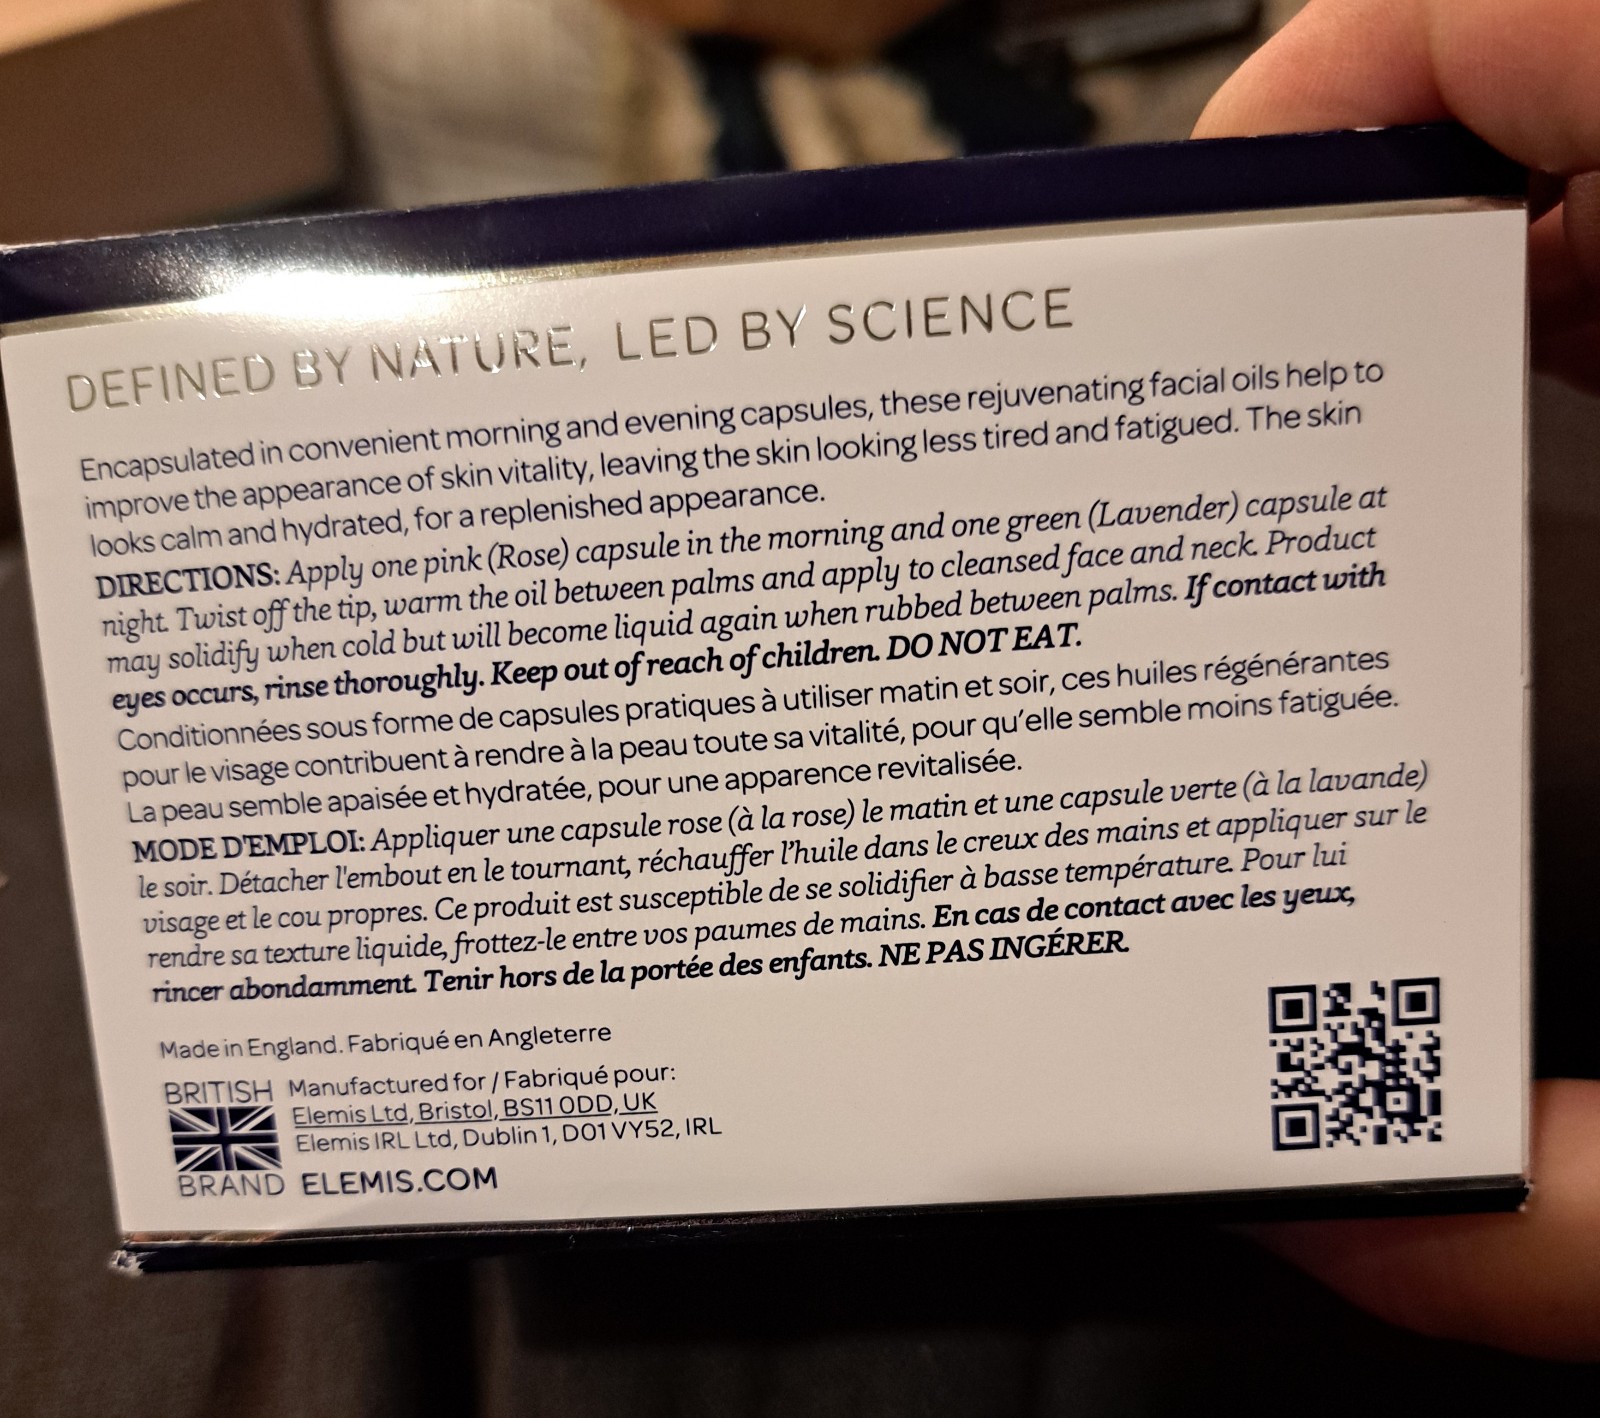 DEFINED BY NATURE, LED BY SCIENCE
Encapsulated in convenient morning and evening capsules, these rejuvenating facial oils help to
improve the appearance of skin vitality, leaving the skin looking less tired and fatigued. The skin
looks calm and hydrated, for a replenished appearance.
DIRECTIONS: Apply one pink (Rose) capsule in the morning and one green (Lavender) capsule at
night. Twist off the tip, warm the oil between palms and apply to cleansed face and neck. Product
may solidify when cold but will become liquid again when rubbed between palms. If contact with
eyes occurs, rinse thoroughly. Keep out of reach of children. DO NOT EAT.
Conditionnées sous forme de capsules pratiques à utiliser matin et soir, ces huiles régénérantes
pour le visage contribuent à rendre à la peau toute sa vitalité, pour qu'elle semble moins fatiguée.
La peau semble apaisée et hydratée, pour une apparence revitalisée.
MODE D'EMPLOI: Appliquer une capsule rose (à la rose) le matin et une capsule verte (à la lavande)
le soir. Détacher l'embout en le tournant, réchauffer l'huile dans le creux des mains et appliquer sur le
visage et le cou propres. Ce produit est susceptible de se solidifier à basse température. Pour lui
rendre sa texture liquide, frottez-le entre vos paumes de mains. En cas de contact avec les yeux,
rincer abondamment. Tenir hors de la portée des enfants. NE PAS INGÉRER.
Made in England. Fabriqué en Angleterre
BRITISH
BRAND
Manufactured for / Fabriqué pour:
Elemis Ltd, Bristol, BS11 0DD, UK
Elemis IRL Ltd, Dublin 1, D01 VY52, IRL
ELEMIS.COM